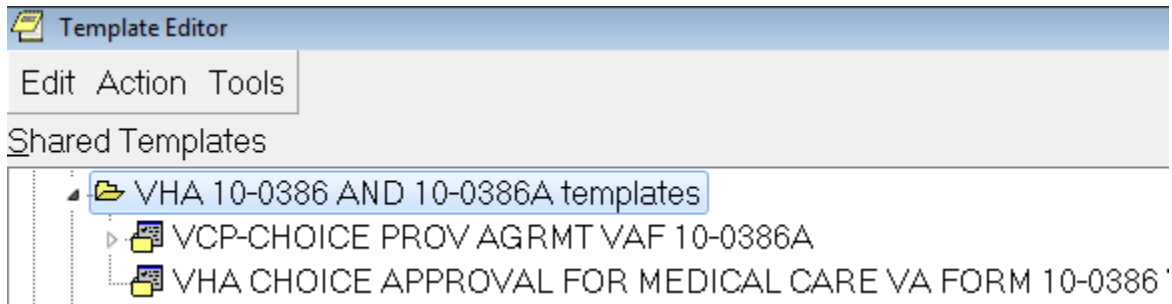 Template Editor
Edit Action Tools
Shared Templates
VHA 10-0386 AND 10-0386A templates
VCP-CHOICE PROV AGRMT VAF 10-0386A
VHA CHOICE APPROVAL FOR MEDICAL CARE VA FORM 10-0386